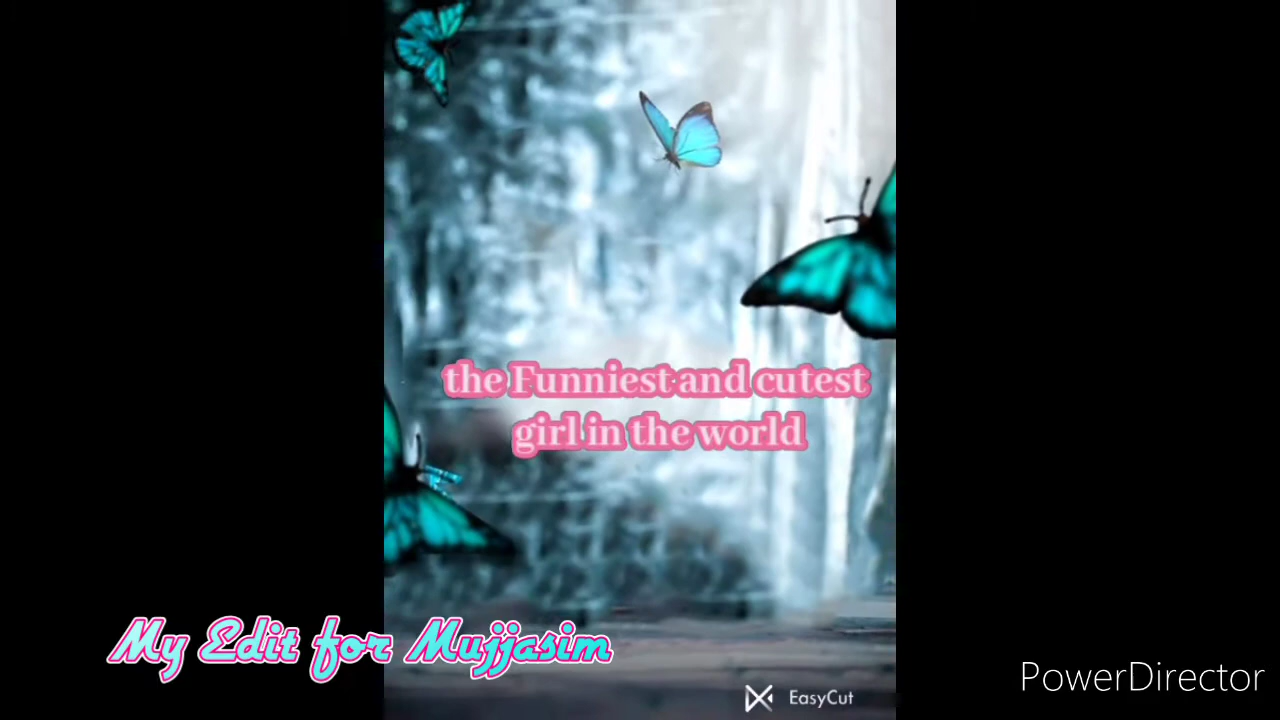 the Funniest and cutest
girl in the world
My Edit for Mujjasim
EasyCut
PowerDirector